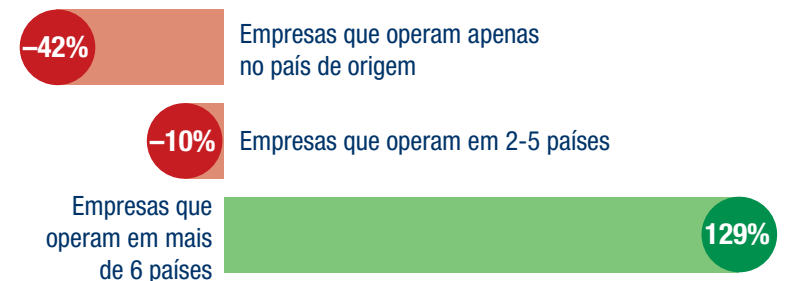 –42%
Empresas que operam apenas
no país de origem
–10%
Empresas que operam em 2-5 países
Empresas que
operam em mais
de 6 países
129%